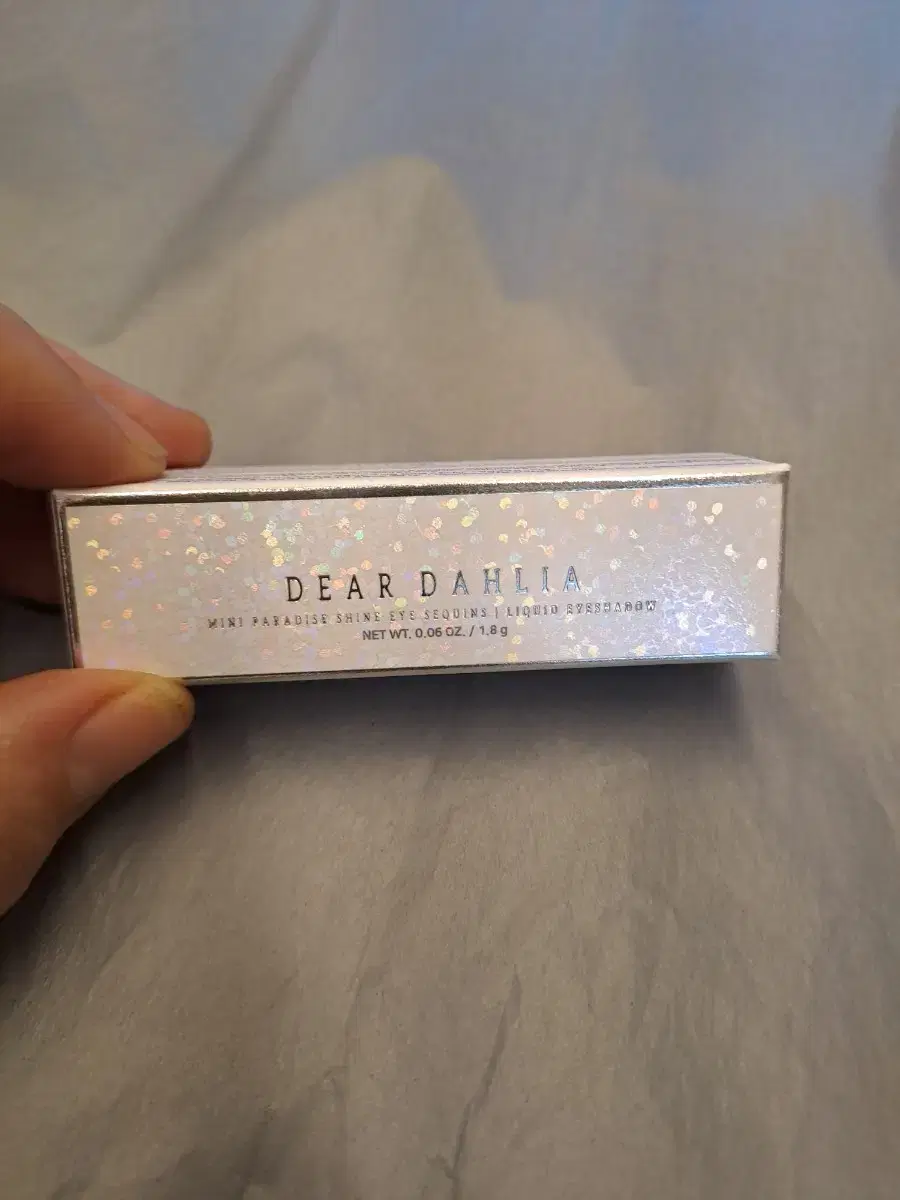 DEAR DAHLIA
MINI PARADISE SHINE EYE SEQUINS | LIQUID EYESHADOW
NET WT. 0.06 OZ. / 1.8 g